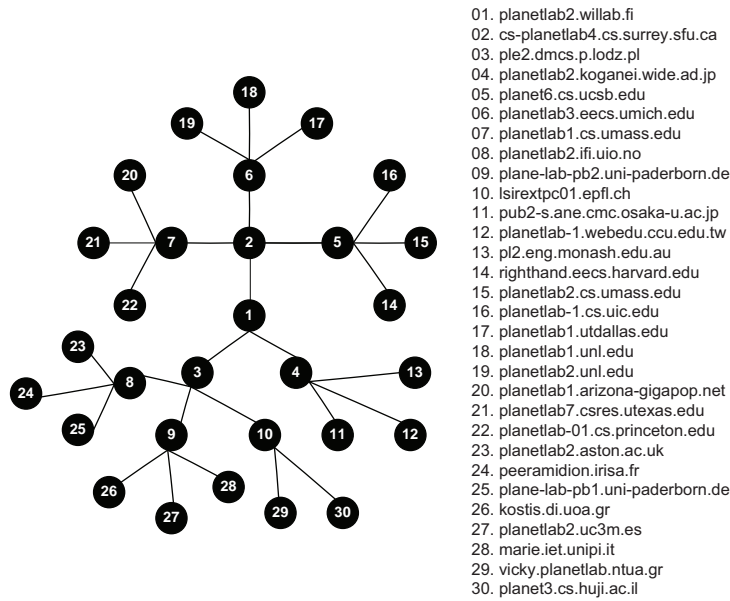 01. planetlab2.willab.fi
02. cs-planetlab4.cs.surrey.sfu.ca
03. ple2.dmcs.p.lodz.pl
04. planetlab2.koganei.wide.ad.jp
05. planet6.cs.ucsb.edu
06. planetlab3.eecs.umich.edu
07. planetlab1.cs.umass.edu
08. planetlab2.ifi.uio.no
09. plane-lab-pb2.uni-paderborn.de
10. lsirextpc01.epfl.ch
11. pub2-s.ane.cmc.osaka-u.ac.jp
12. planetlab-1.webedu.ccu.edu.tw
13. pl2.eng.monash.edu.au
14. righthand.eecs.harvard.edu
15. planetlab2.cs.umass.edu
16. planetlab-1.cs.uic.edu
17. planetlab1.utdallas.edu
18. planetlab1.unl.edu
19. planetlab2.unl.edu
20. planetlab1.arizona-gigapop.net
21. planetlab7.csres.utexas.edu
22. planetlab-01.cs.princeton.edu
23. planetlab2.aston.ac.uk
24. peeramidion.irisa.fr
25. plane-lab-pb1.uni-paderborn.de
26. kostis.di.uoa.gr
27. planetlab2.uc3m.es
28. marie.iet.unipi.it
29. vicky.planetlab.ntua.gr
30. planet3.cs.huji.ac.il
18
19
17
20
6
16
21
7
2
5
15
22
14
1
23
8
3
4
13
24
25
9
10
11
12
26
28
27
29
30